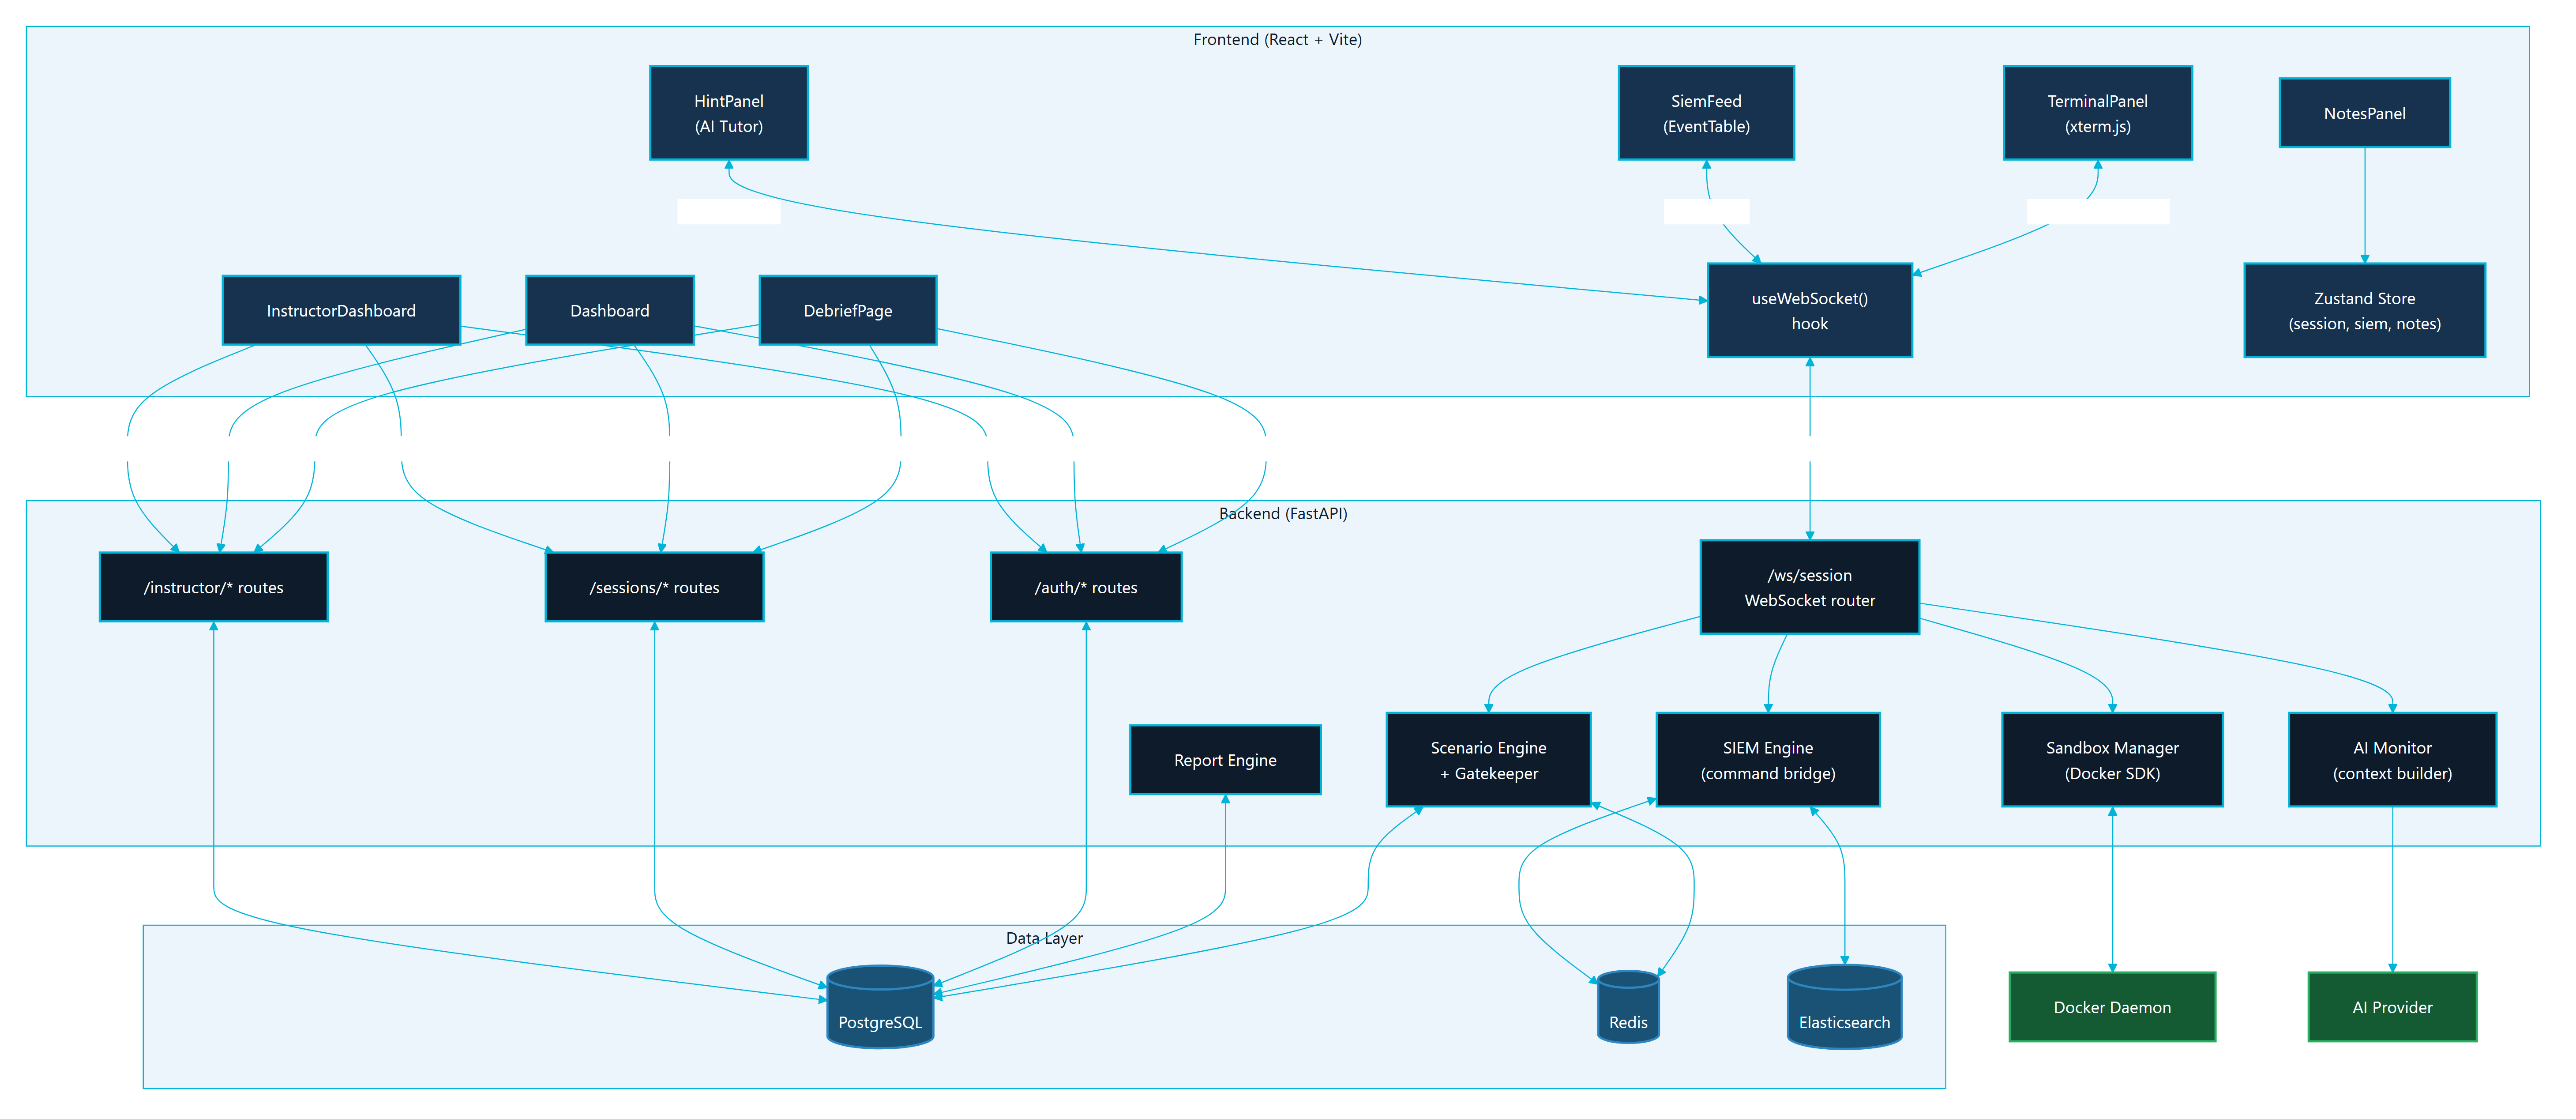 Frontend (React + Vite)
HintPanel
(AI Tutor)
SiemFeed
(EventTable)
TerminalPanel
(xterm.js)
NotesPanel
InstructorDashboard
Dashboard
DebriefPage
useWebSocket()
hook
Zustand Store
(session, siem, notes)
Backend (FastAPI)
/instructor/* routes
/sessions/* routes
/auth/* routes
/ws/session
WebSocket router
Report Engine
Scenario Engine
+ Gatekeeper
SIEM Engine
(command bridge)
Sandbox Manager
(Docker SDK)
AI Monitor
(context builder)
Data Layer
PostgreSQL
Redis
Elasticsearch
Docker Daemon
AI Provider